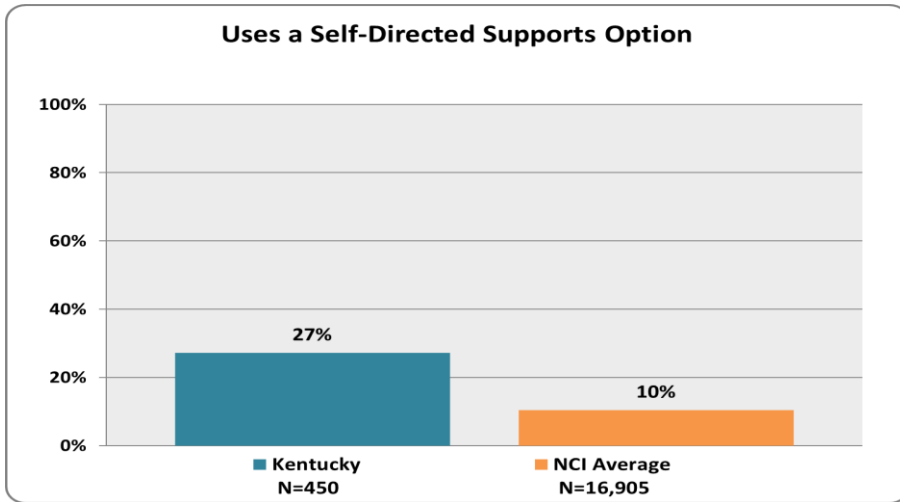 Uses a Self-Directed Supports Option
100%
80%
60%
40%
20%
0%
27%
10%
Kentucky
N=450
NCI Average
N=16,905